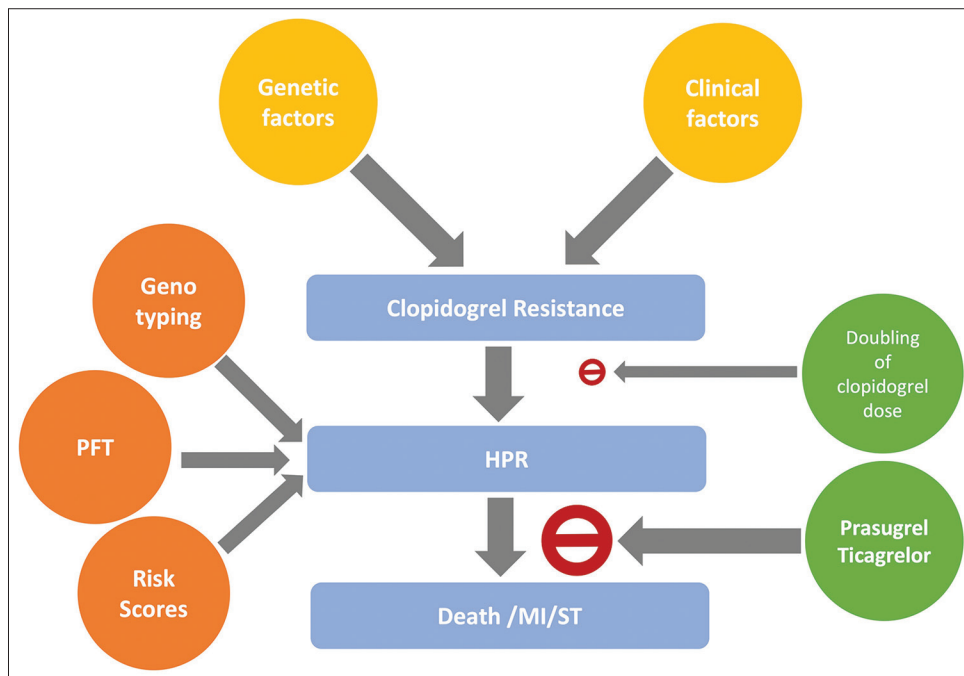 Genetic
factors
Clinical
factors
Geno
typing
Clopidogrel Resistance
Doubling
of
clopidogrel
dose
PFT
HPR
Prasugrel
Ticagrelor
Risk
Scores
Death /MI/ST